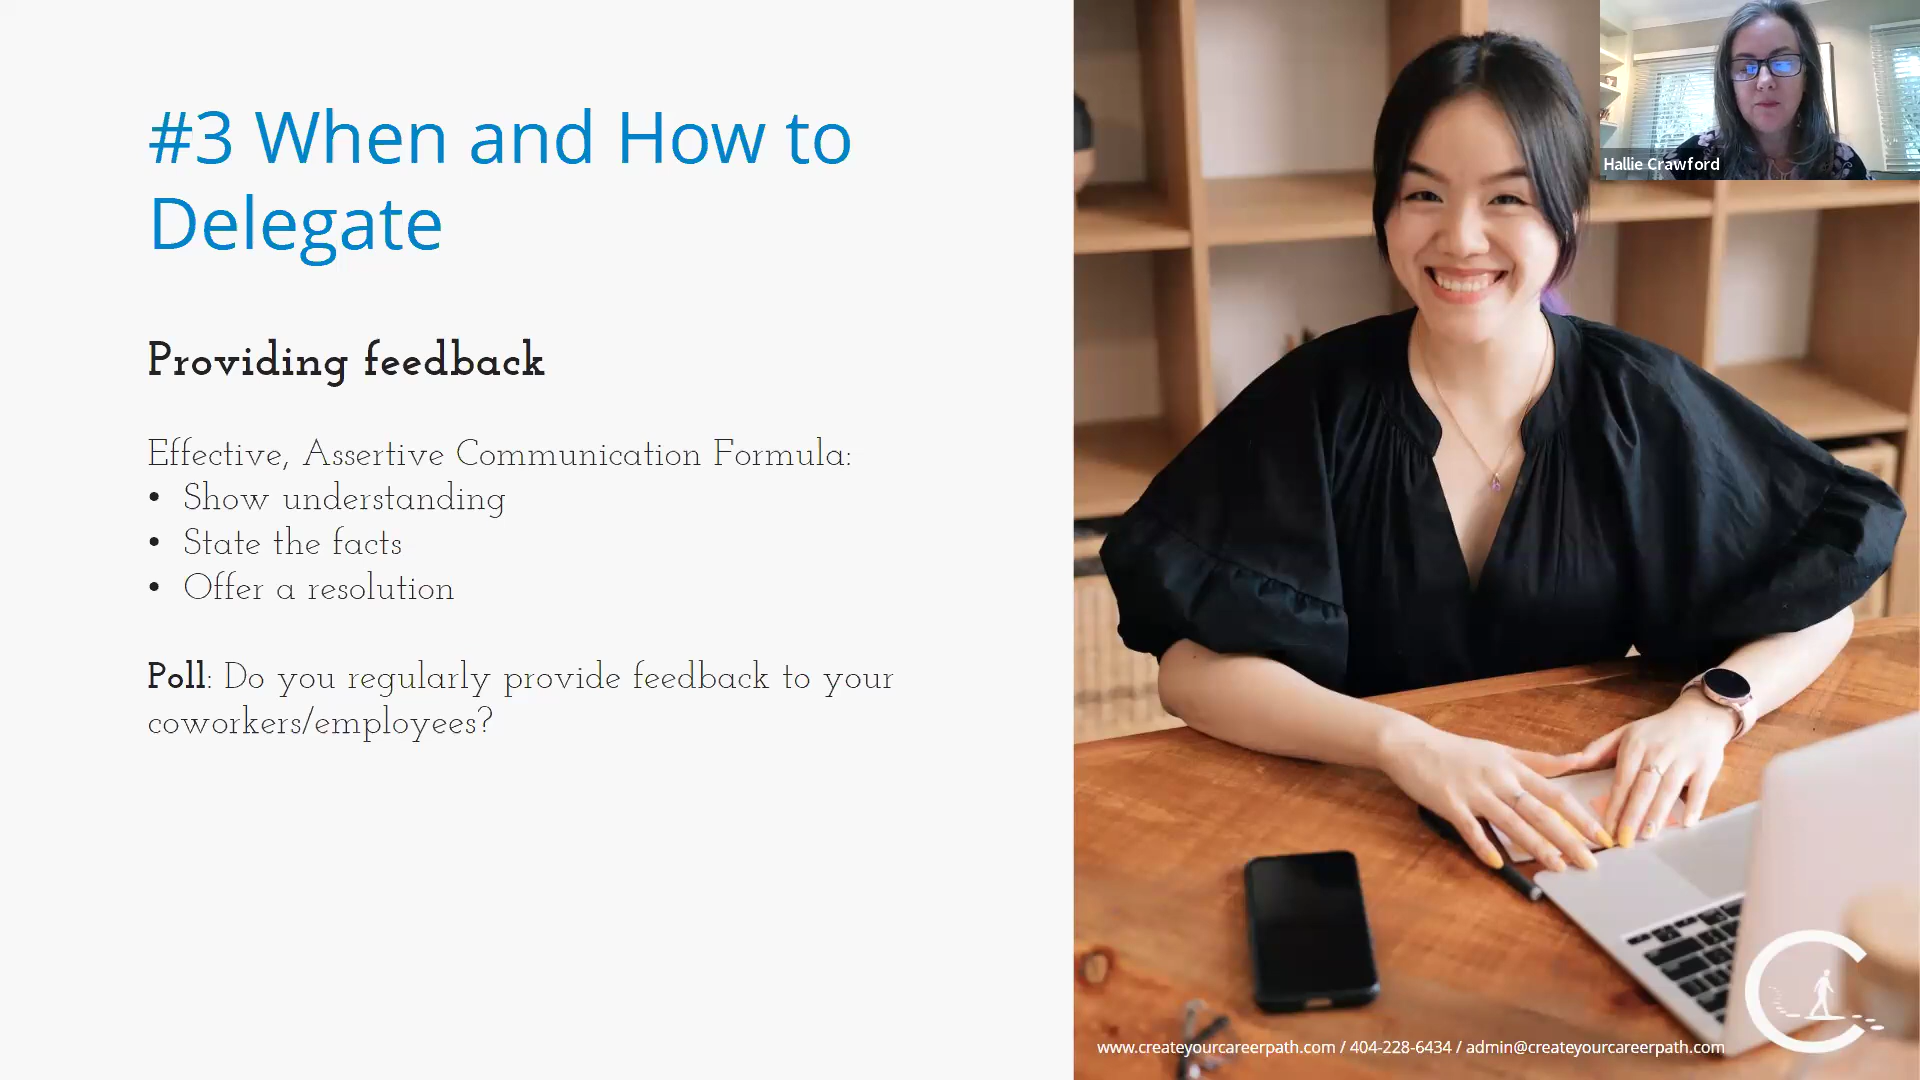 #3 When and How to
Delegate
Providing feedback
Effective, Assertive Communication Formula:
• Show understanding
• State the facts
• Offer a resolution
Poll: Do you regularly provide feedback to your
coworkers/employees?
Hallie Crawford
www.createyourcareerpath.com / 404-228-6434 / admin@createyourcareerpath.com